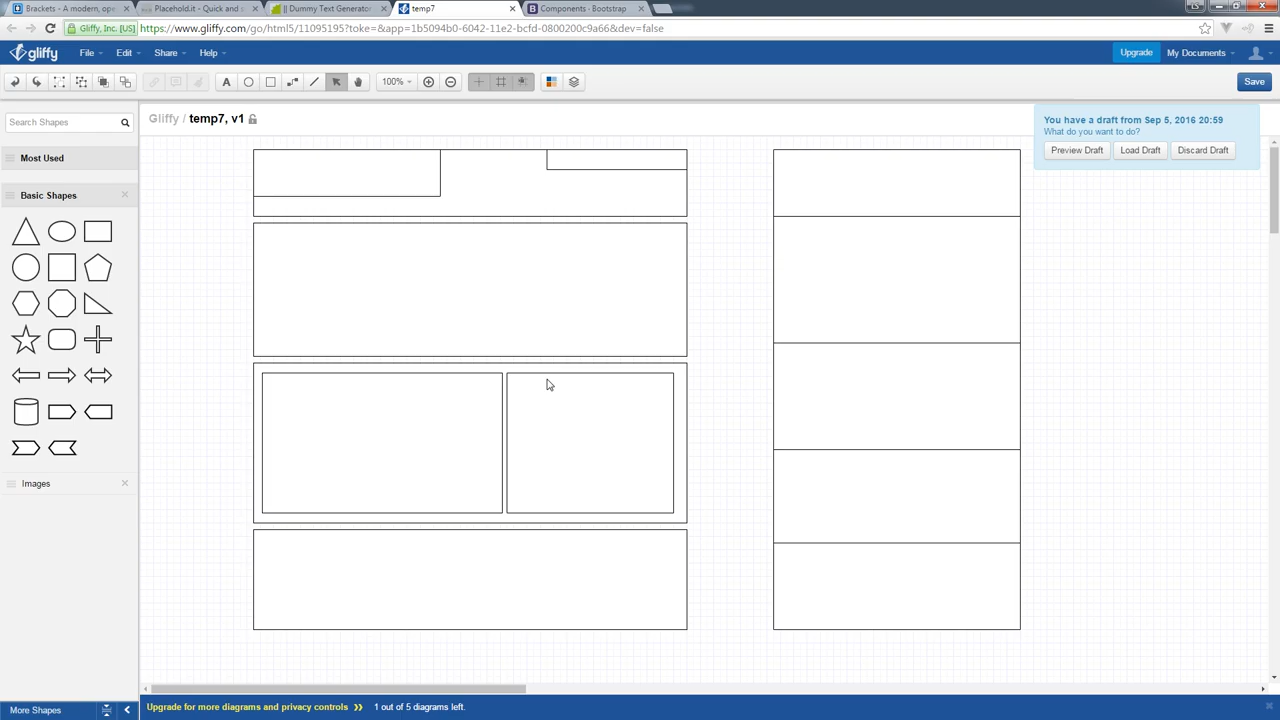 Brackets - A modern, ope
Placehold.it - Quick and s
|| Dummy Text Generator
temp7
Components · Bootstrap
Gliffy, Inc. [US]
https://www.gliffy.com/go/html5/11095195?toke=&app=1b5094b0-6042-11e2-bcfd-0800200c9a66&dev=false
gliffy
File
Edit
Share
Help
Upgrade
My Documents
A
100%
Save
Search Shapes
Gliffy / temp7, v1
You have a draft from Sep 5, 2016 20:59
What do you want to do?
Preview Draft
Load Draft
Discard Draft
Most Used
Basic Shapes
Images
More Shapes
Upgrade for more diagrams and privacy controls
1 out of 5 diagrams left.